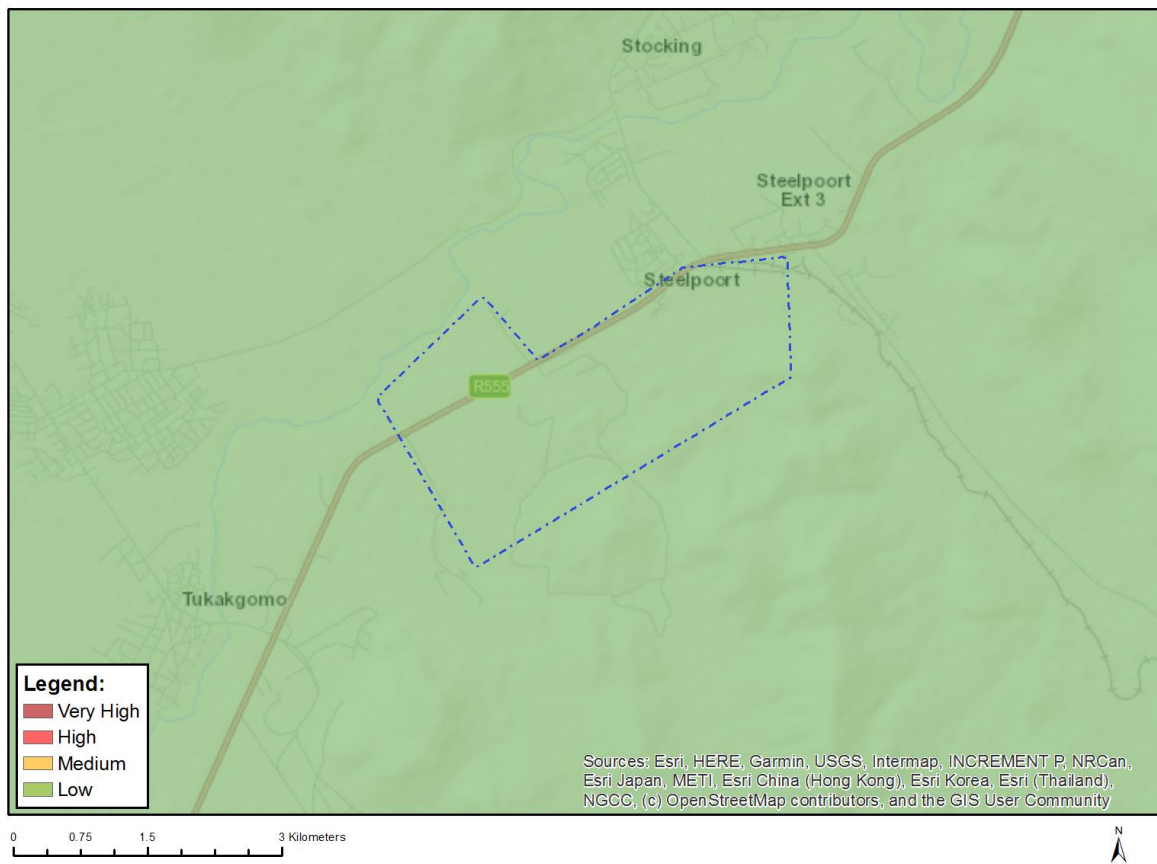 Stocking
Steelpoort
Ext 3
Steelpoort
R555
Tukakgomo
Legend:
Very High
High
Medium
Low
Sources: Esri, HERE, Garmin, USGS, Intermap, INCREMENT P, NRCan,
Esri Japan, METI, Esri China (Hong Kong), Esri Korea, Esri (Thailand),
NGCC, (c) OpenStreetMap contributors, and the GIS User Community
0 0.75 1.5 3 Kilometers
N